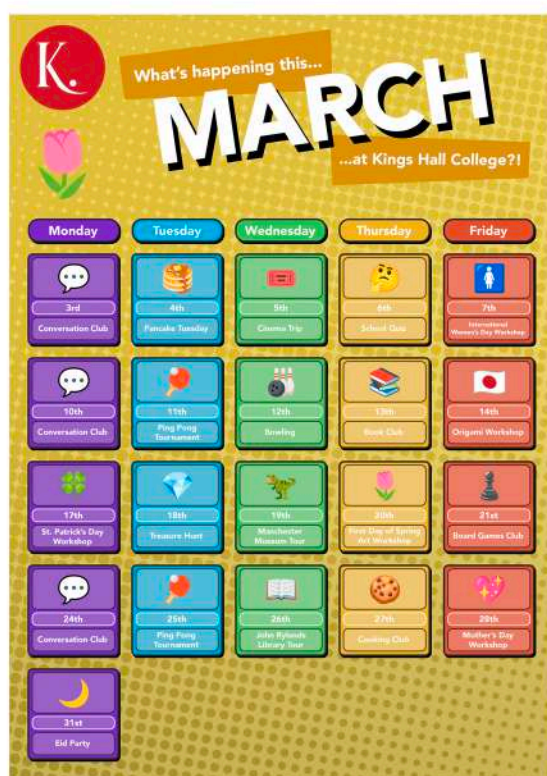 K.
What's happening this...
MARCH
...at Kings Hall College?!
Monday
Tuesday
Wednesday
Thursday
Friday
3rd
Conversation Club
4th
Pancake Tuesday
5th
Cinema Trip
6th
School Quiz
7th
International
Women's Day Workshop
10th
Conversation Club
11th
Ping Pong
Tournament
12th
Bowling
13th
Book Club
14th
Origami Workshop
17th
St. Patrick's Day
Workshop
18th
Treasure Hunt
19th
Manchester
Museum Tour
20th
First Day of Spring
Art Workshop
21st
Board Games Club
24th
Conversation Club
25th
Ping Pong
Tournament
26th
John Rylands
Library Tour
27th
Cooking Club
28th
Mother's Day
Workshop
31st
Eid Party